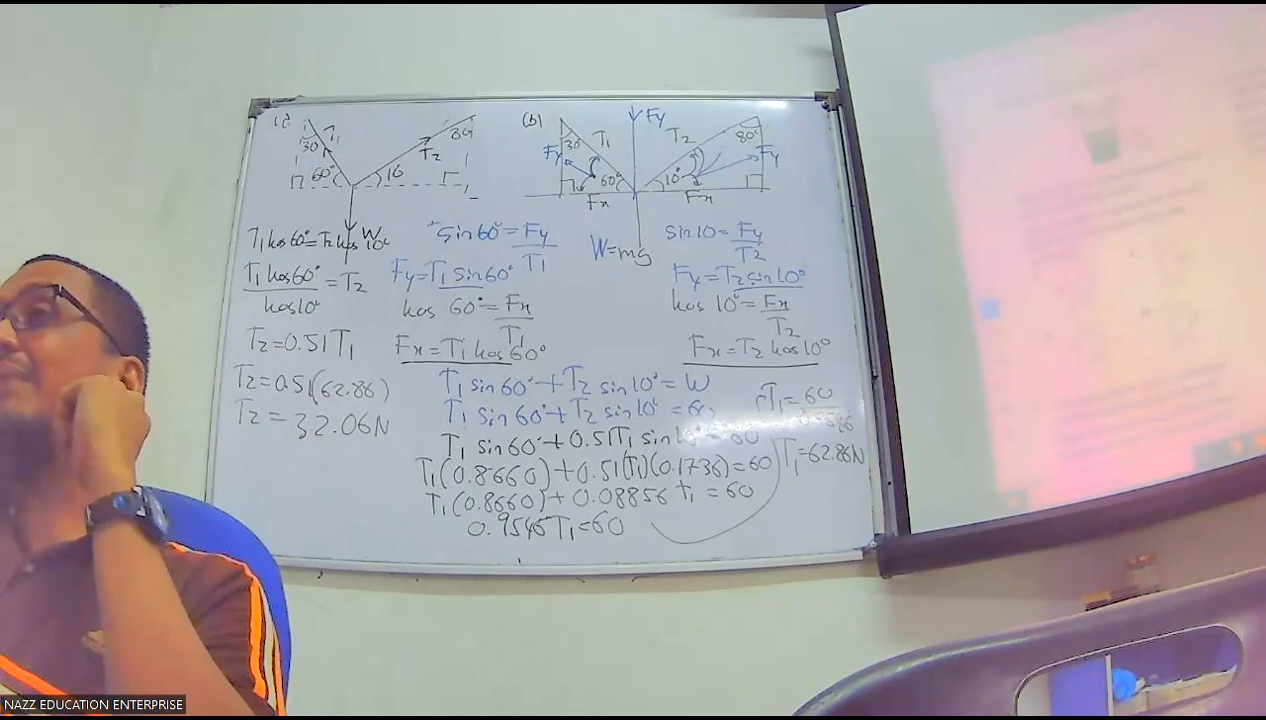 (b)
30
T1
60°
T2
10
80
W
30
T1
Fy
60°
Fx
Fy
T2
80°
Fy
10°
Fx
W=mg
T1 kos 60° = T2 kos 10°
T1 kos 60° = T2
kos 10°
T2 = 0.51 T1
T2 = 0.51(62.86)
T2 = 32.06N
sin 60° = Fy
T1
Fy = T1 sin 60°
kos 60° = Fx
T1
Fx = T1 kos 60°
sin 10 = Fy
T2
Fy = T2 sin 10°
kos 10° = Fx
T2
Fx = T2 kos 10°
T1 sin 60° + T2 sin 10° = W
T1 sin 60° + T2 sin 10° = 60
T1 sin 60° + 0.51T1 sin 10° = 60
T1(0.8660) + 0.51(T1)(0.1736) = 60
T1(0.8660) + 0.08856 T1 = 60
0.9546 T1 = 60
T1 = 60
T1 = 62.86N
NAZZ EDUCATION ENTERPRISE